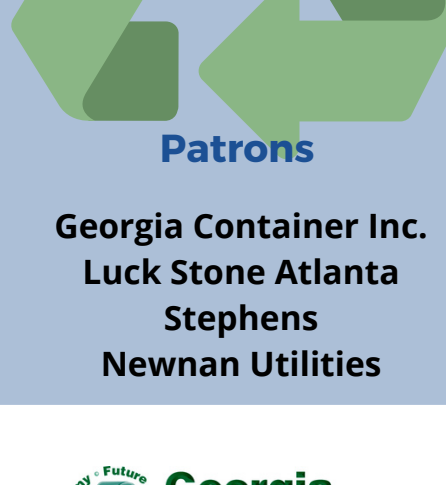 Patrons
Georgia Container Inc.
Luck Stone Atlanta
Stephens
Newnan Utilities
Future
Georgia